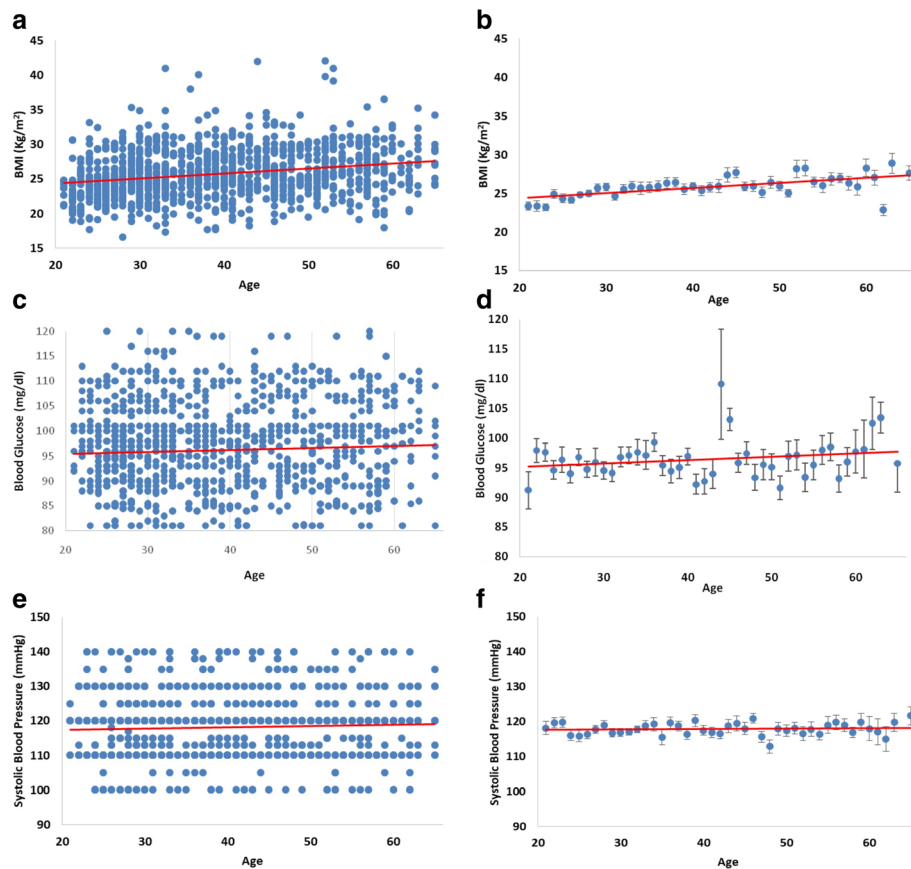 a
45
40
35
30
25
20
15
BMI (Kg/m²)
20 30 40 50 60
Age
b
45
40
35
30
25
20
15
BMI (Kg/m²)
20 30 40 50 60
Age
c
120
115
110
105
100
95
90
85
80
Blood Glucose (mg/dl)
20 30 40 50 60
Age
d
120
115
110
105
100
95
90
85
80
Blood Glucose (mg/dl)
20 30 40 50 60
Age
e
150
140
130
120
110
100
90
Systolic Blood Pressure (mmHg)
20 30 40 50 60
Age
f
150
140
130
120
110
100
90
Systolic Blood Pressure (mmHg)
20 30 40 50 60
Age